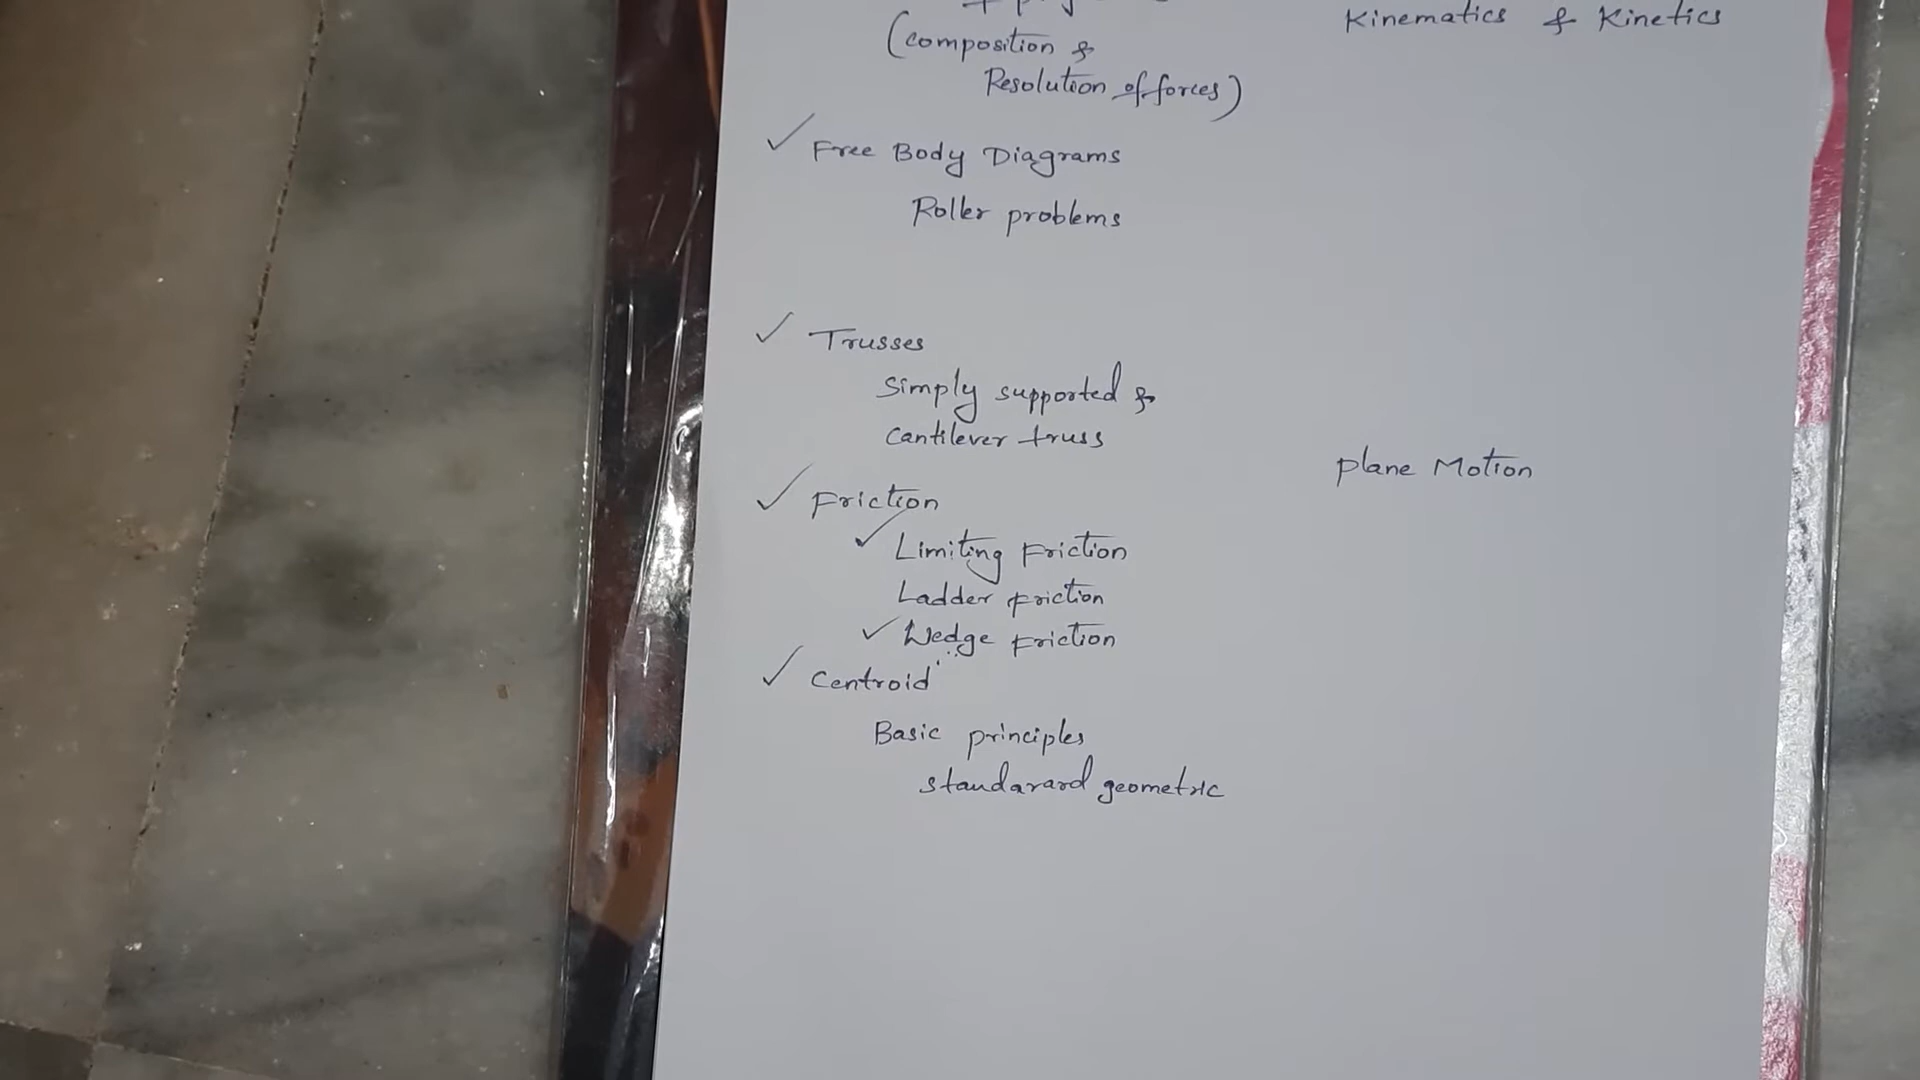 Kinematics & Kinetics
(composition &
Resolution of forces)
✓ Free Body Diagrams
Roller problems
✓ Trusses
Simply supported &
cantilever truss
plane Motion
✓ Friction
✓ Limiting Friction
Ladder friction
✓ Wedge Friction
✓ Centroid
Basic principles
standarard geometric